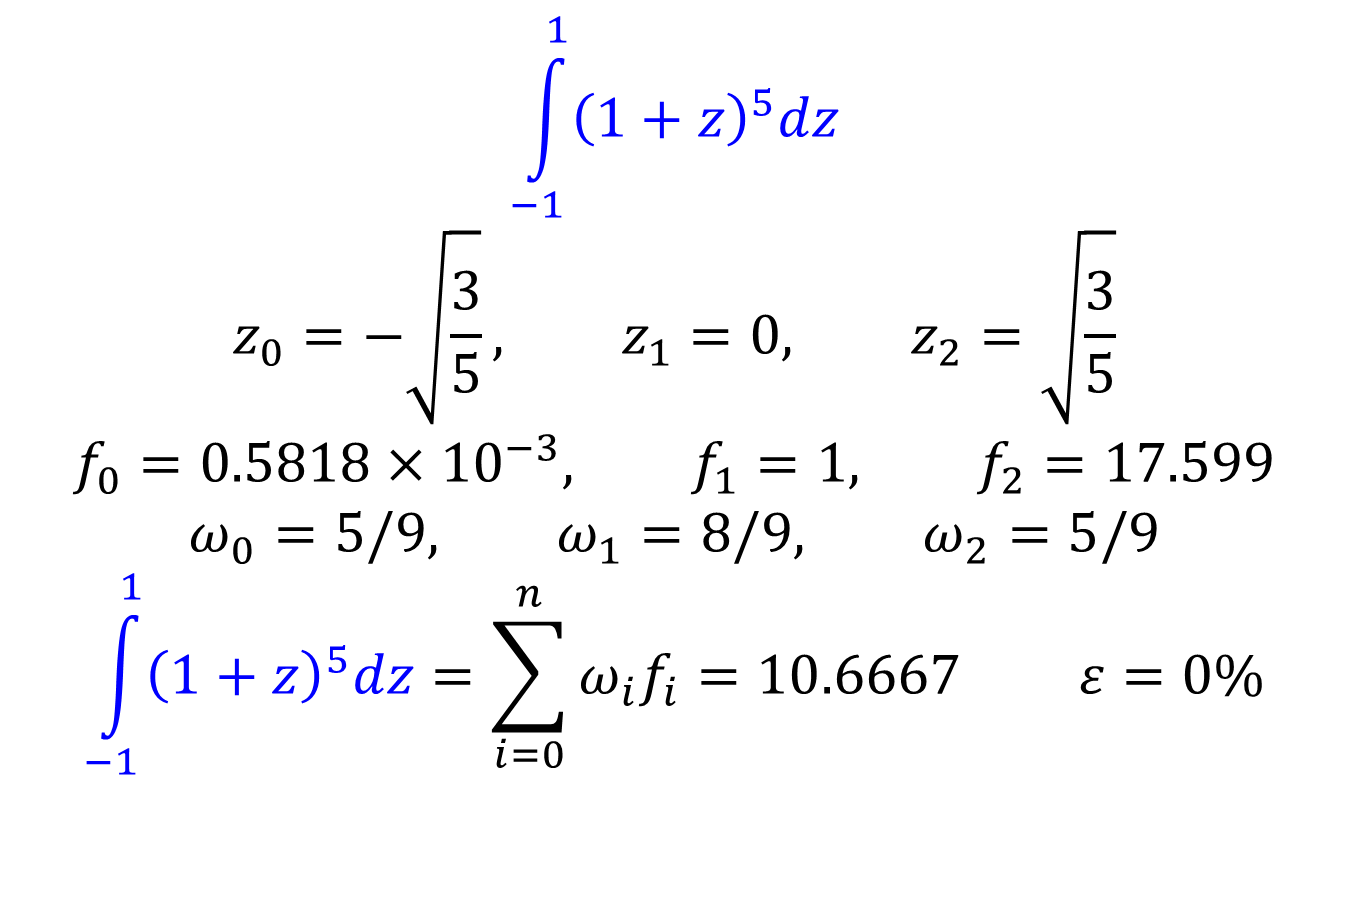 ∫_{-1}^{1} (1 + z)^5 dz
z_0 = −√(3/5), z_1 = 0, z_2 = √(3/5)
f_0 = 0.5818 × 10^{−3}, f_1 = 1, f_2 = 17.599
ω_0 = 5/9, ω_1 = 8/9, ω_2 = 5/9
∫_{-1}^{1} (1 + z)^5 dz = ∑_{i=0}^{n} ω_i f_i = 10.6667 ε = 0%